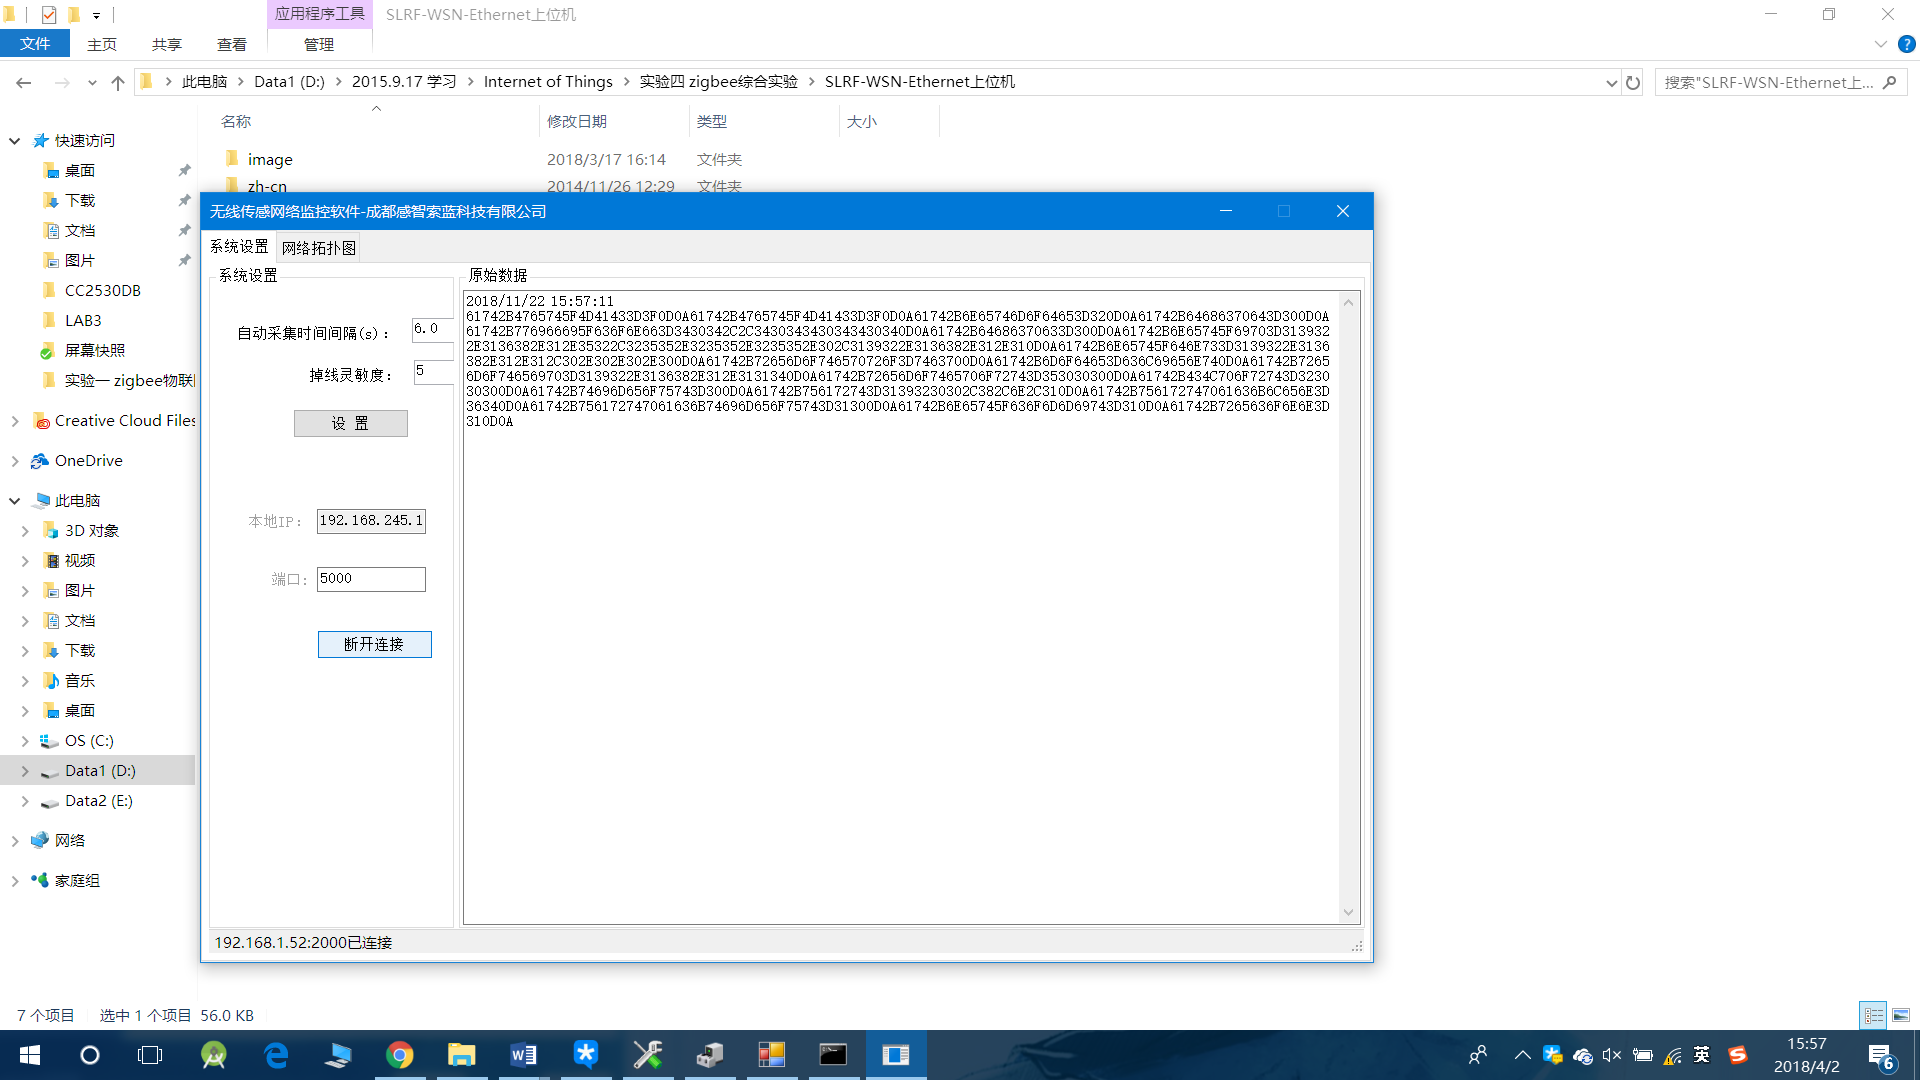 应用程序工具
SLRF-WSN-Ethernet上位机
文件
主页
共享
查看
管理
此电脑
Data1 (D:)
2015.9.17 学习
Internet of Things
实验四 zigbee综合实验
SLRF-WSN-Ethernet上位机
搜索"SLRF-WSN-Ethernet上...
名称
修改日期
类型
大小
image
2018/3/17 16:14
文件夹
zh-cn
2014/11/26 12:29
文件夹
快速访问
桌面
下载
文档
图片
CC2530DB
LAB3
屏幕快照
实验一 zigbee物联
Creative Cloud Files
OneDrive
此电脑
3D 对象
视频
图片
文档
下载
音乐
桌面
OS (C:)
Data1 (D:)
Data2 (E:)
网络
家庭组
无线传感网络监控软件-成都感智索蓝科技有限公司
系统设置
网络拓扑图
系统设置
自动采集时间间隔(s)：
6.0
掉线灵敏度：
5
设 置
本地IP：
192.168.245.1
端口：
5000
断开连接
原始数据
2018/11/22 15:57:11
61742B4765745F4D41433D3F0D0A61742B4765745F4D41433D3F0D0A61742B6E65746D6F64653D320D0A61742B64686370643D300D0A
61742B776966695F636F6E663D3430342C2C34303434303434303430340D0A61742B64686370633D300D0A61742B6E65745F69703D313932
2E3136382E312E35322C3235352E3235352E3235352E302C3139322E3136382E312E310D0A61742B6E65745F646E733D3139322E3136
382E312E312C302E302E302E300D0A61742B72656D6F746570726F3D7463700D0A61742B6D6F64653D636C69656E740D0A61742B7265
6D6F746569703D3139322E3136382E312E3131340D0A61742B72656D6F7465706F72743D353030300D0A61742B434C706F72743D3230
30300D0A61742B74696D656F75743D300D0A61742B756172743D31393230302C382C6E2C310D0A61742B756172747061636B6C656E3D
36340D0A61742B756172747061636B74696D656F75743D31300D0A61742B6E65745F636F6D6D69743D310D0A61742B7265636F6E6E3D
310D0A
192.168.1.52:2000已连接
7 个项目
选中 1 个项目 56.0 KB
英
15:57
2018/4/2
6